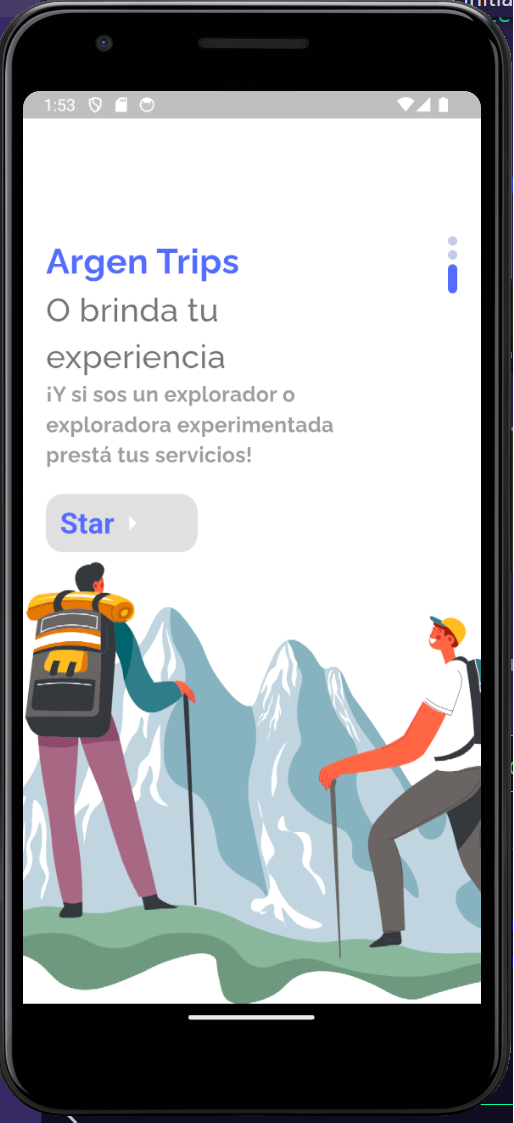 1:53
Argen Trips
O brinda tu
experiencia
¡Y si sos un explorador o
exploradora experimentada
prestá tus servicios!
Star